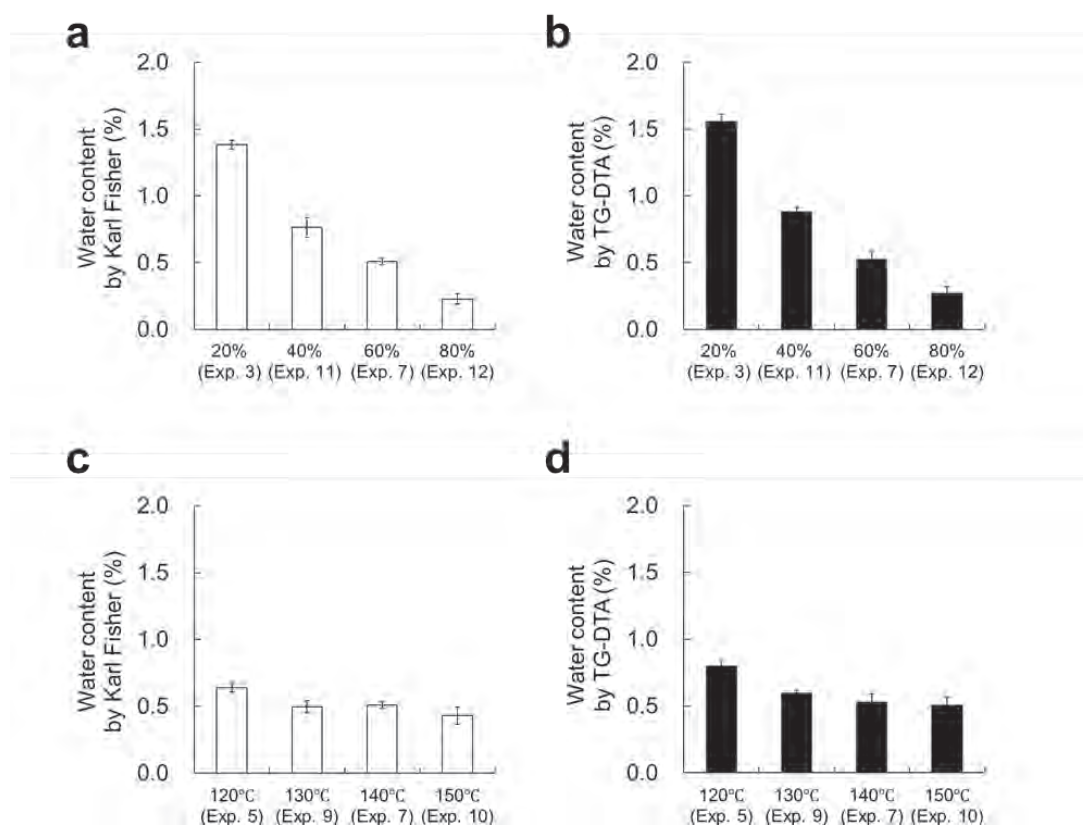 a
2.0
1.5
1.0
0.5
0.0
Water content
by Karl Fisher (%)
20% 40% 60% 80%
(Exp. 3) (Exp. 11) (Exp. 7) (Exp. 12)
b
2.0
1.5
1.0
0.5
0.0
Water content
by TG-DTA (%)
20% 40% 60% 80%
(Exp. 3) (Exp. 11) (Exp. 7) (Exp. 12)
c
2.0
1.5
1.0
0.5
0.0
Water content
by Karl Fisher (%)
120℃ 130℃ 140℃ 150℃
(Exp. 5) (Exp. 9) (Exp. 7) (Exp. 10)
d
2.0
1.5
1.0
0.5
0.0
Water content
by TG-DTA (%)
120℃ 130℃ 140℃ 150℃
(Exp. 5) (Exp. 9) (Exp. 7) (Exp. 10)